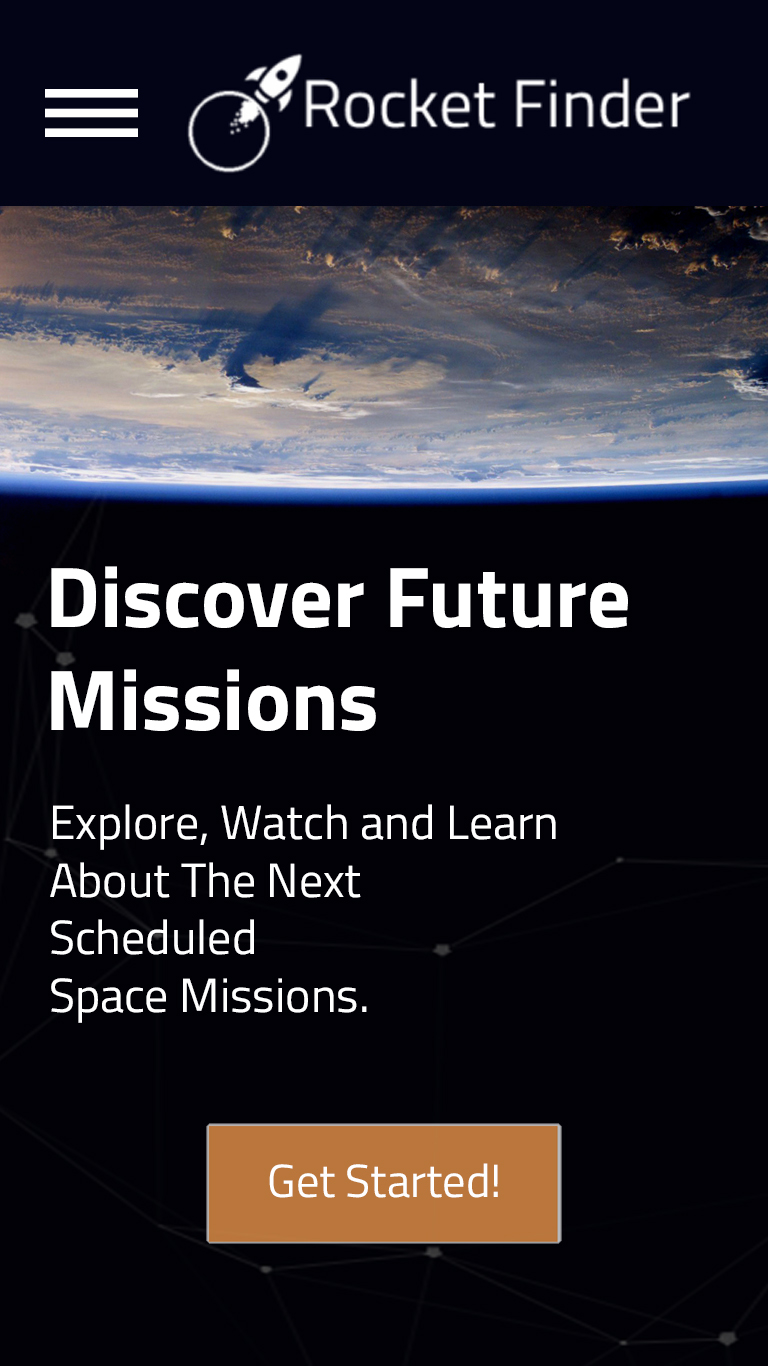 Rocket Finder
Discover Future
Missions
Explore, Watch and Learn
About The Next
Scheduled
Space Missions.
Get Started!